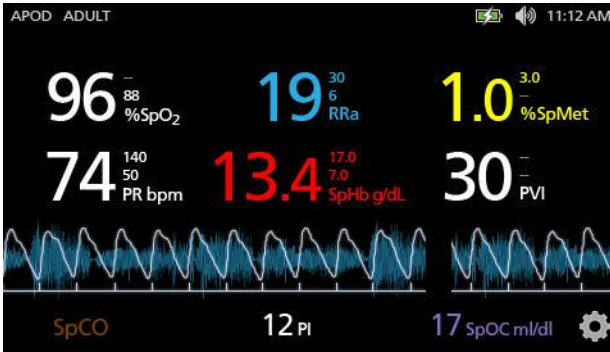 APOD ADULT 11:12 AM
96 – 88 %SpO₂ 19 30 6 RRa 1.0 3.0 – %SpMet
74 140 50 PR bpm 13.4 17.0 7.0 SpHb g/dL 30 – – PVI
SpCO 12 PI 17 SpOC ml/dl